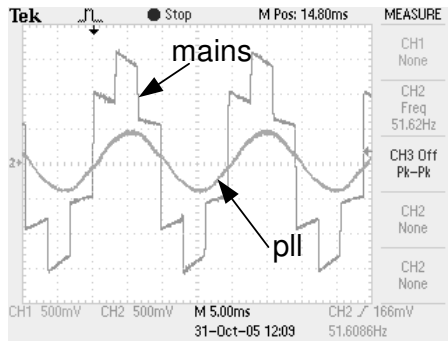 Tek Stop M Pos: 14.80ms MEASURE
CH1
None
mains
CH2
Freq
51.62Hz
2
CH3 Off
Pk-Pk
CH2
None
pll
CH2
None
CH1 500mV CH2 500mV M 5.00ms CH2 166mV
31-Oct-05 12:09 51.6086Hz